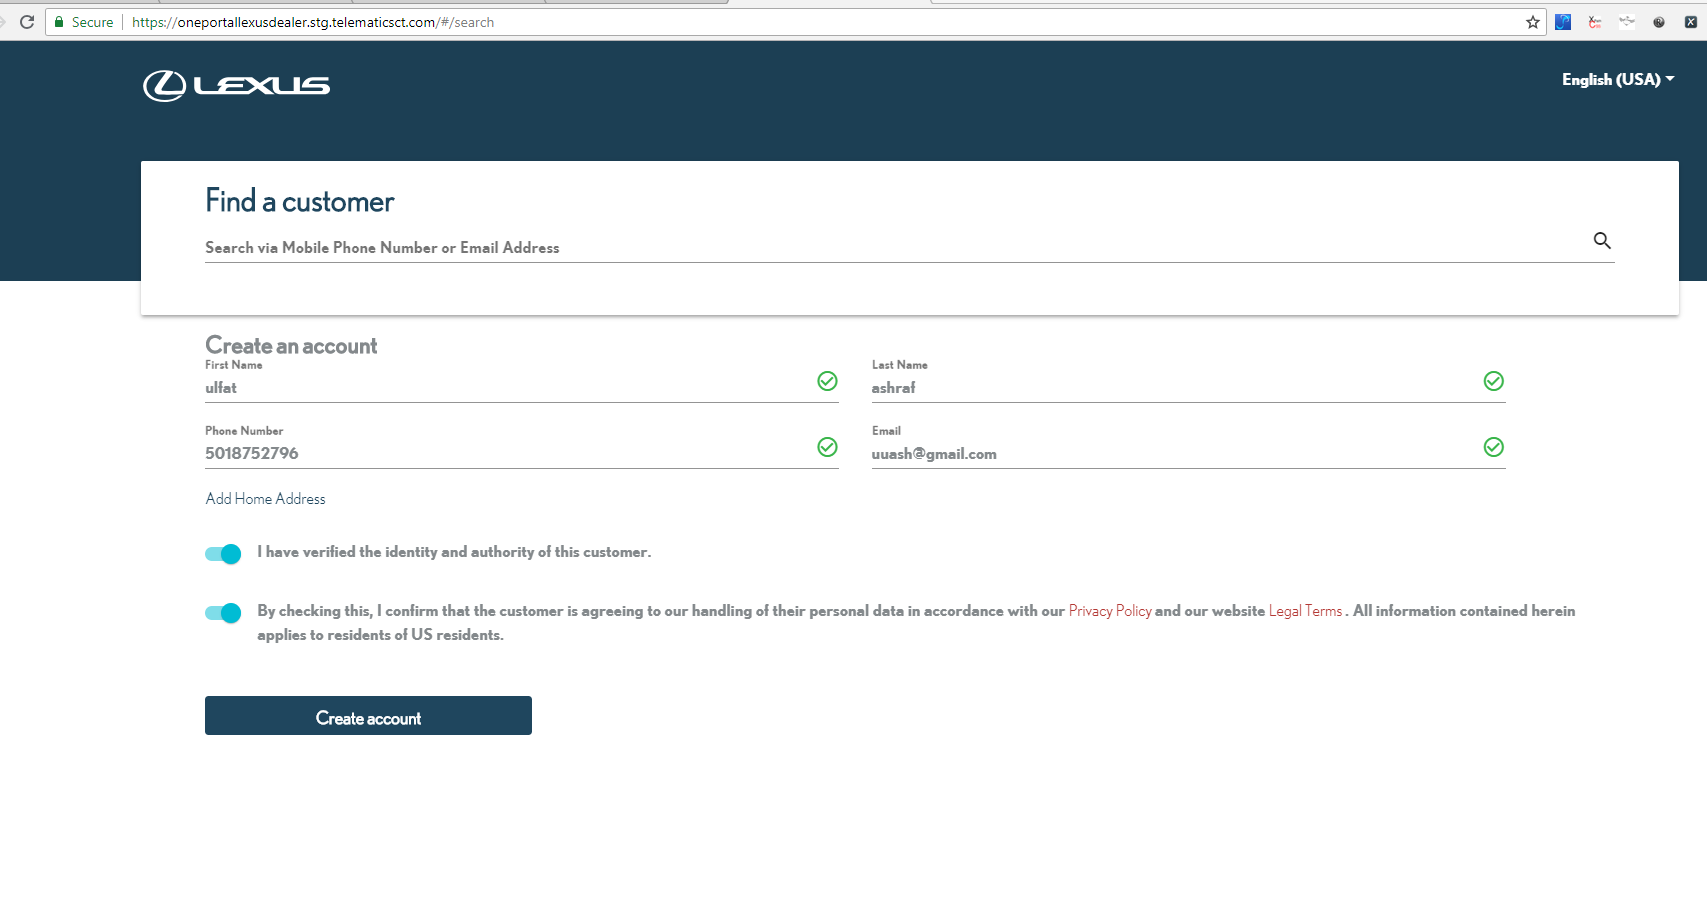 Secure
https://oneportallexusdealer.stg.telematicsct.com/#/search
LEXUS
English (USA)
Find a customer
Search via Mobile Phone Number or Email Address
Create an account
First Name
Last Name
ulfat
ashraf
Phone Number
Email
5018752796
uuash@gmail.com
Add Home Address
I have verified the identity and authority of this customer.
By checking this, I confirm that the customer is agreeing to our handling of their personal data in accordance with our Privacy Policy and our website Legal Terms . All information contained herein
applies to residents of US residents.
Create account